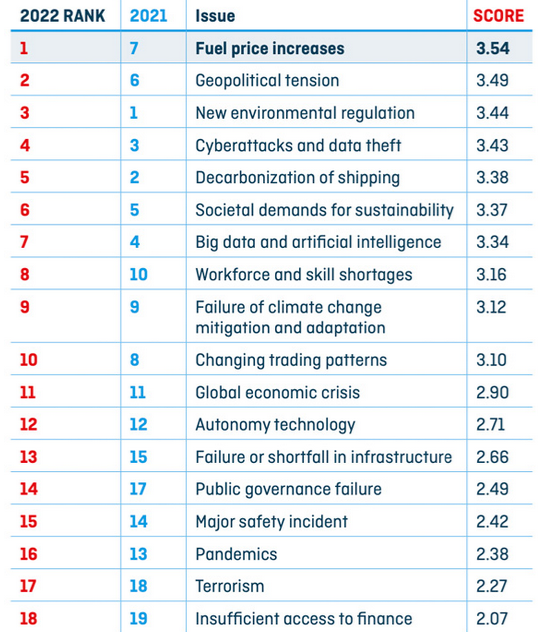 2022 RANK 2021 Issue SCORE
1 7 Fuel price increases 3.54
2 6 Geopolitical tension 3.49
3 1 New environmental regulation 3.44
4 3 Cyberattacks and data theft 3.43
5 2 Decarbonization of shipping 3.38
6 5 Societal demands for sustainability 3.37
7 4 Big data and artificial intelligence 3.34
8 10 Workforce and skill shortages 3.16
9 9 Failure of climate change 3.12
mitigation and adaptation
10 8 Changing trading patterns 3.10
11 11 Global economic crisis 2.90
12 12 Autonomy technology 2.71
13 15 Failure or shortfall in infrastructure 2.66
14 17 Public governance failure 2.49
15 14 Major safety incident 2.42
16 13 Pandemics 2.38
17 18 Terrorism 2.27
18 19 Insufficient access to finance 2.07